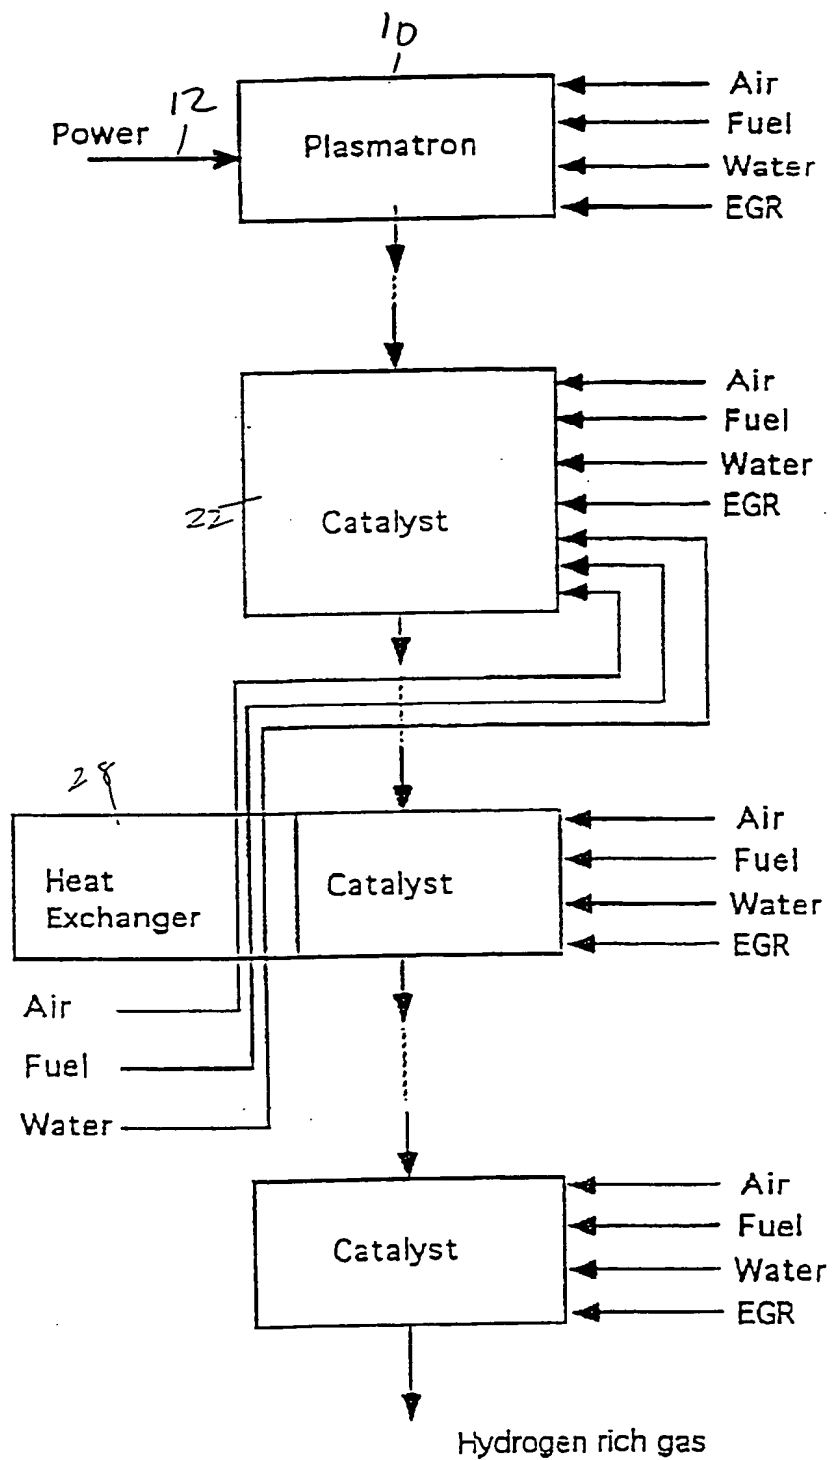 10
Air
12
Power
Plasmatron
Fuel
Water
EGR
Air
Fuel
Water
EGR
22
Catalyst
28
Air
Heat
Exchanger
Catalyst
Fuel
Water
EGR
Air
Fuel
Water
Air
Catalyst
Fuel
Water
EGR
Hydrogen rich gas